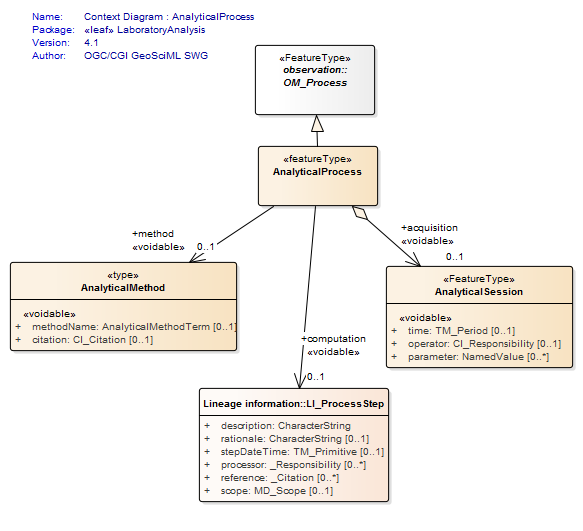 Name: Context Diagram : AnalyticalProcess
Package: «leaf» LaboratoryAnalysis
Version: 4.1
Author: OGC/CGI GeoSciML SWG
«FeatureType»
observation::
OM_Process
«featureType»
AnalyticalProcess
+method
«voidable» 0..1
+acquisition
«voidable»
0..1
«type»
AnalyticalMethod
«voidable»
+ methodName: AnalyticalMethodTerm [0..1]
+ citation: CI_Citation [0..1]
«FeatureType»
AnalyticalSession
«voidable»
+ time: TM_Period [0..1]
+ operator: CI_Responsibility [0..1]
+ parameter: NamedValue [0..*]
+computation
«voidable»
0..1
Lineage information::LI_ProcessStep
+ description: CharacterString
+ rationale: CharacterString [0..1]
+ stepDateTime: TM_Primitive [0..1]
+ processor: _Responsibility [0..*]
+ reference: _Citation [0..*]
+ scope: MD_Scope [0..1]